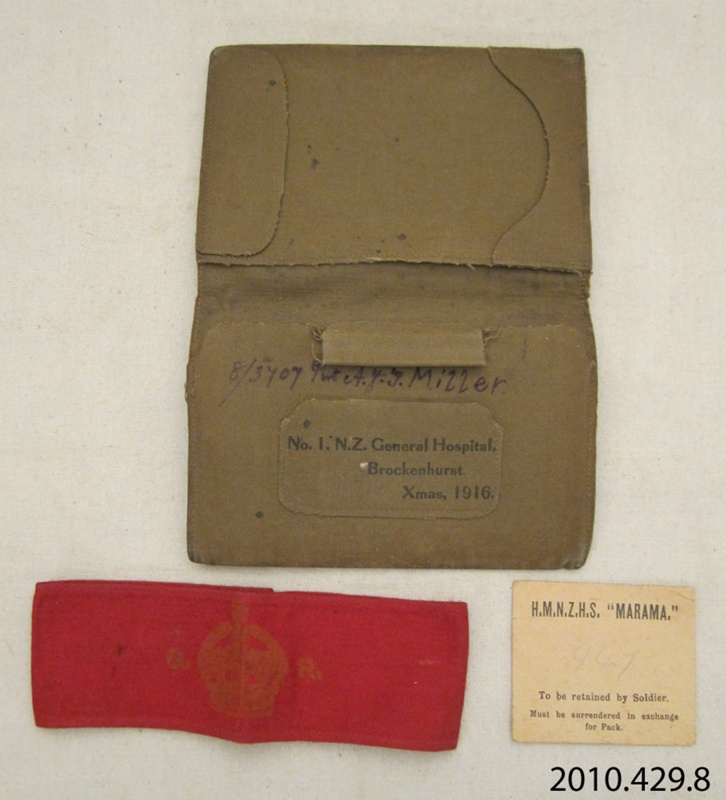 8/3707 Pvt A.J.J. Miller
No. 1. N.Z. General Hospital,
Brockenhurst
Xmas, 1916.
G. R.
H.M.N.Z.H.S. "MARAMA."
947
To be retained by Soldier.
Must be surrendered in exchange
for Pack.
2010.429.8